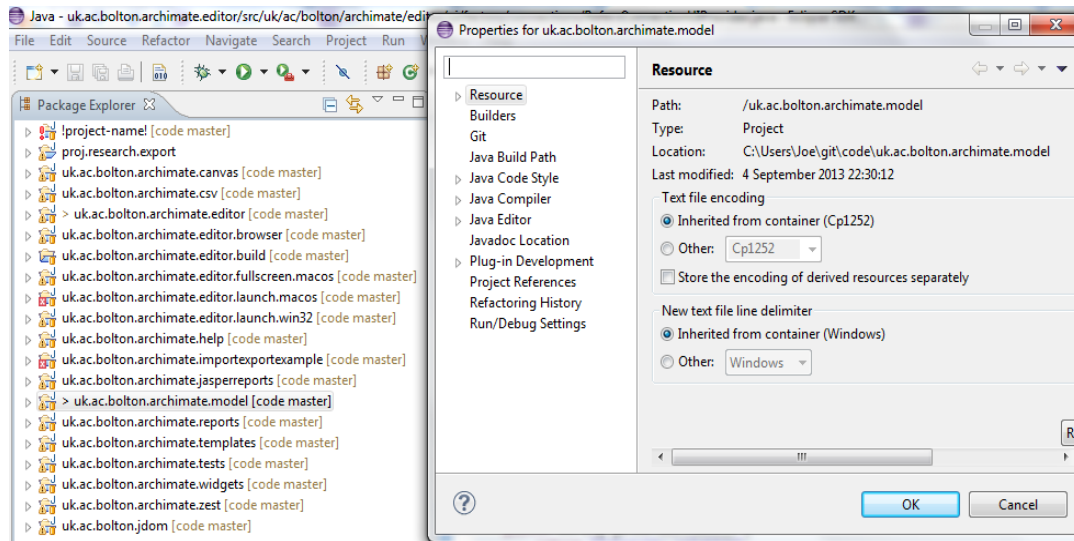 Java - uk.ac.bolton.archimate.editor/src/uk/ac/bolton/archimate/edit
File Edit Source Refactor Navigate Search Project Run
Package Explorer
!project-name! [code master]
proj.research.export
uk.ac.bolton.archimate.canvas [code master]
uk.ac.bolton.archimate.csv [code master]
> uk.ac.bolton.archimate.editor [code master]
uk.ac.bolton.archimate.editor.browser [code master]
uk.ac.bolton.archimate.editor.build [code master]
uk.ac.bolton.archimate.editor.fullscreen.macos [code master]
uk.ac.bolton.archimate.editor.launch.macos [code master]
uk.ac.bolton.archimate.editor.launch.win32 [code master]
uk.ac.bolton.archimate.help [code master]
uk.ac.bolton.archimate.importexportexample [code master]
uk.ac.bolton.archimate.jasperreports [code master]
> uk.ac.bolton.archimate.model [code master]
uk.ac.bolton.archimate.reports [code master]
uk.ac.bolton.archimate.templates [code master]
uk.ac.bolton.archimate.tests [code master]
uk.ac.bolton.archimate.widgets [code master]
uk.ac.bolton.archimate.zest [code master]
uk.ac.bolton.jdom [code master]
Properties for uk.ac.bolton.archimate.model
Resource
Builders
Git
Java Build Path
Java Code Style
Java Compiler
Java Editor
Javadoc Location
Plug-in Development
Project References
Refactoring History
Run/Debug Settings
Resource
Path: /uk.ac.bolton.archimate.model
Type: Project
Location: C:\Users\Joe\git\code\uk.ac.bolton.archimate.model
Last modified: 4 September 2013 22:30:12
Text file encoding
Inherited from container (Cp1252)
Other: Cp1252
Store the encoding of derived resources separately
New text file line delimiter
Inherited from container (Windows)
Other: Windows
R
OK Cancel